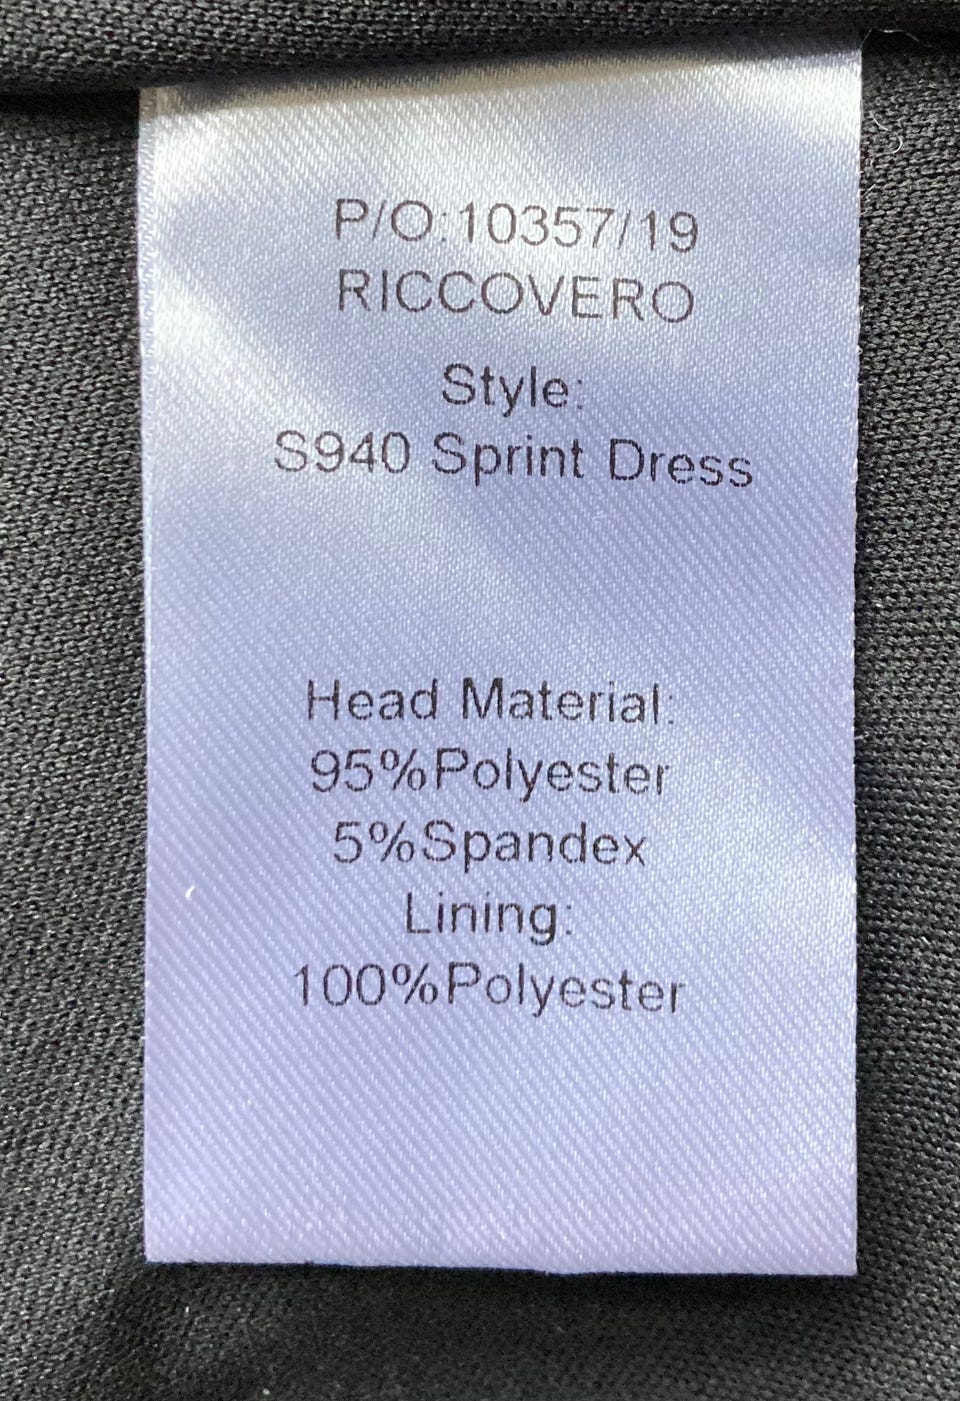 P/O:10357/19
RICCOVERO
Style:
S940 Sprint Dress
Head Material:
95%Polyester
5%Spandex
Lining:
100%Polyester